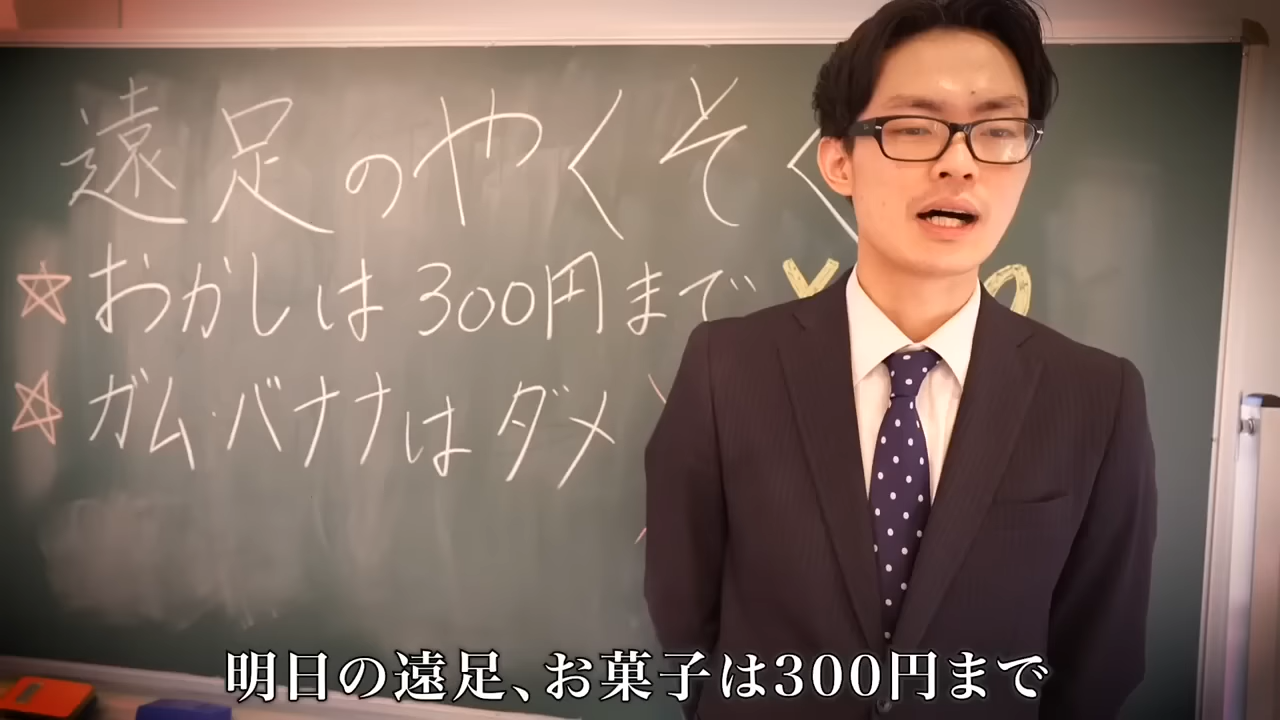 遠足のやくそく
おかしは300円まで
ガム・バナナはダメ
明日の遠足、お菓子は300円まで